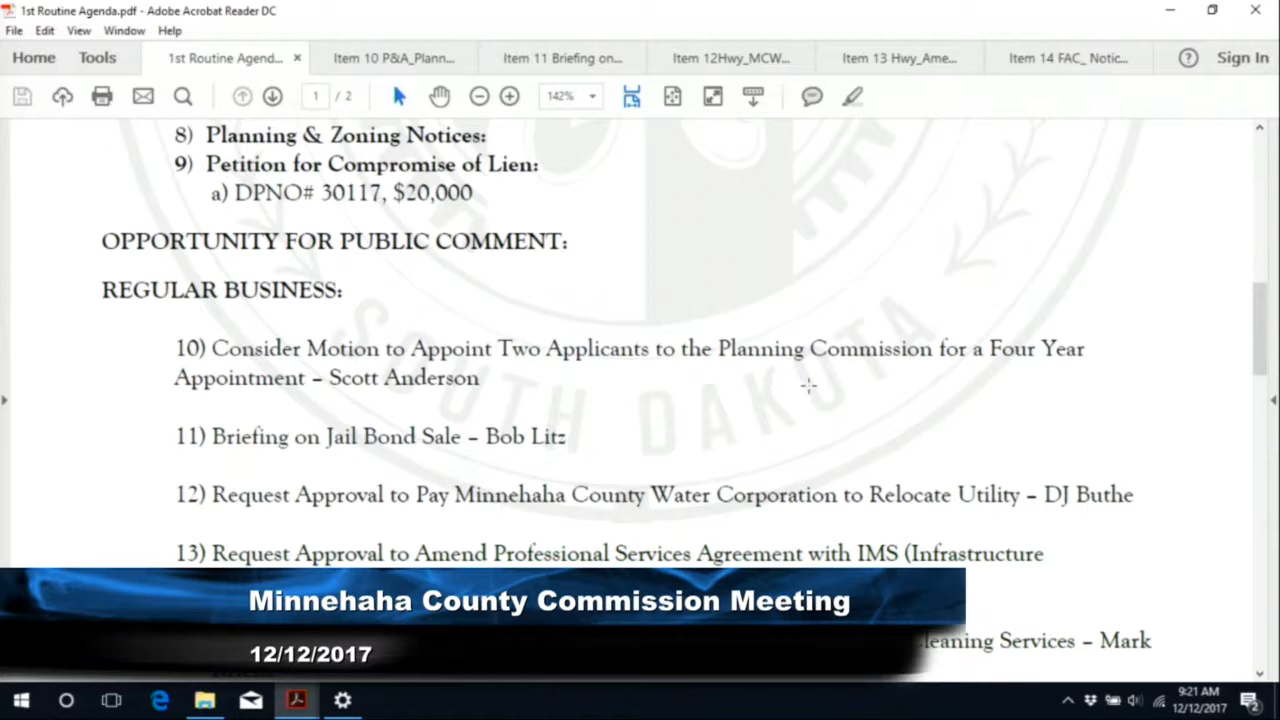 1st Routine Agenda.pdf - Adobe Acrobat Reader DC
File Edit View Window Help
Home Tools 1st Routine Agend... Item 10 P&A_Plann... Item 11 Briefing on... Item 12Hwy_MCW... Item 13 Hwy_Ame... Item 14 FAC_ Notic... Sign In
1 / 2 142%
8) Planning & Zoning Notices:
9) Petition for Compromise of Lien:
a) DPNO# 30117, $20,000
OPPORTUNITY FOR PUBLIC COMMENT:
REGULAR BUSINESS:
10) Consider Motion to Appoint Two Applicants to the Planning Commission for a Four Year
Appointment – Scott Anderson
11) Briefing on Jail Bond Sale – Bob Litz
12) Request Approval to Pay Minnehaha County Water Corporation to Relocate Utility – DJ Buthe
13) Request Approval to Amend Professional Services Agreement with IMS (Infrastructure
SOUTH DAKOTA
Minnehaha County Commission Meeting
Cleaning Services – Mark
12/12/2017
9:21 AM
12/12/2017
2